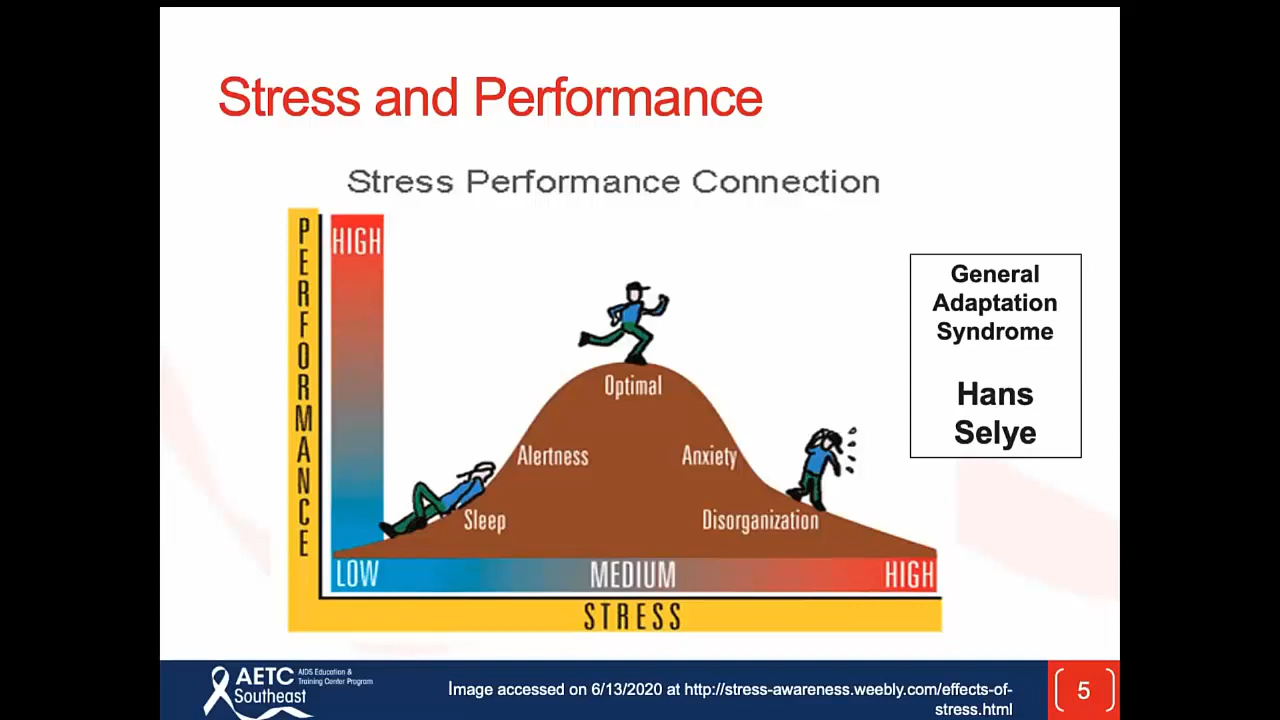 Stress and Performance
Stress Performance Connection
PERFORMANCE
HIGH
General
Adaptation
Syndrome
Hans
Selye
Optimal
Alertness
Anxiety
Sleep
Disorganization
LOW
MEDIUM
HIGH
STRESS
AETC
Southeast
AIDS Education &
Training Center Program
Image accessed on 6/13/2020 at http://stress-awareness.weebly.com/effects-of-
stress.html
5